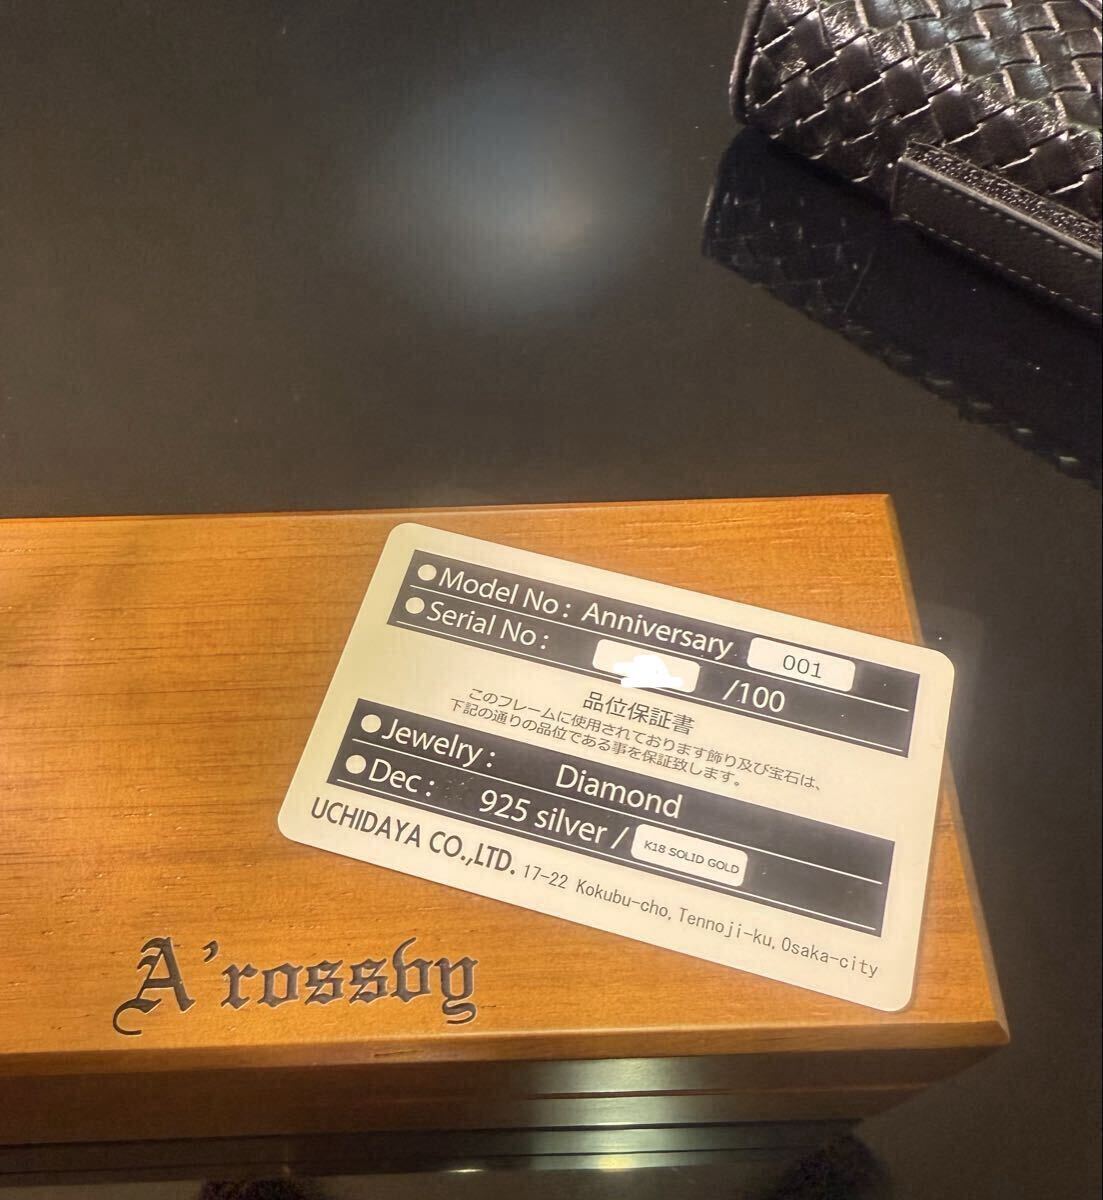 ●Model No: Anniversary 001
●Serial No: /100
品位保証書
このフレームに使用されております飾り及び宝石は、
下記の通りの品位である事を保証致します。
●Jewelry: Diamond
●Dec: 925 silver / K18 SOLID GOLD
UCHIDAYA CO.,LTD. 17-22 Kokubu-cho, Tennoji-ku, Osaka-city
A'rossby